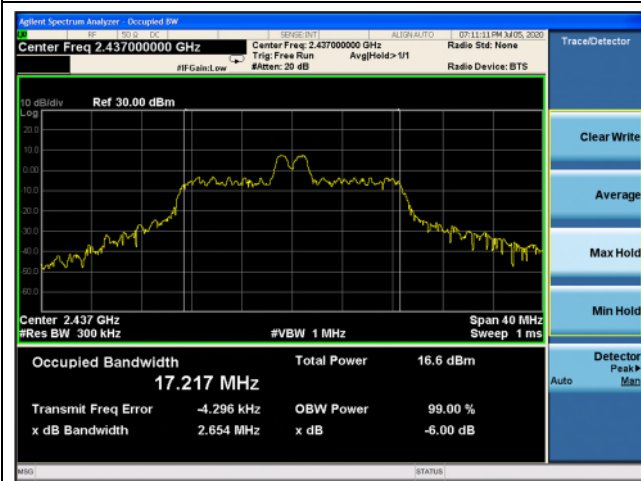 Agilent Spectrum Analyzer - Occupied BW
RF 50 Ω DC SENSE:INT ALIGN AUTO 07:11:11 PM Jul 05, 2020
Center Freq 2.437000000 GHz Center Freq: 2.437000000 GHz Radio Std: None Trace/Detector
Trig: Free Run Avg|Hold:>1/1
#IFGain:Low #Atten: 20 dB Radio Device: BTS
10 dB/div Ref 30.00 dBm
Log
20.0
10.0
0.00
-10.0
-20.0
-30.0
-40.0
-50.0
-60.0
Clear Write
Average
Max Hold
Min Hold
Center 2.437 GHz Span 40 MHz
#Res BW 300 kHz #VBW 1 MHz Sweep 1 ms
Occupied Bandwidth Total Power 16.6 dBm
17.217 MHz
Transmit Freq Error -4.296 kHz OBW Power 99.00 %
x dB Bandwidth 2.654 MHz x dB -6.00 dB
Detector
Peak▶
Auto Man
MSG STATUS